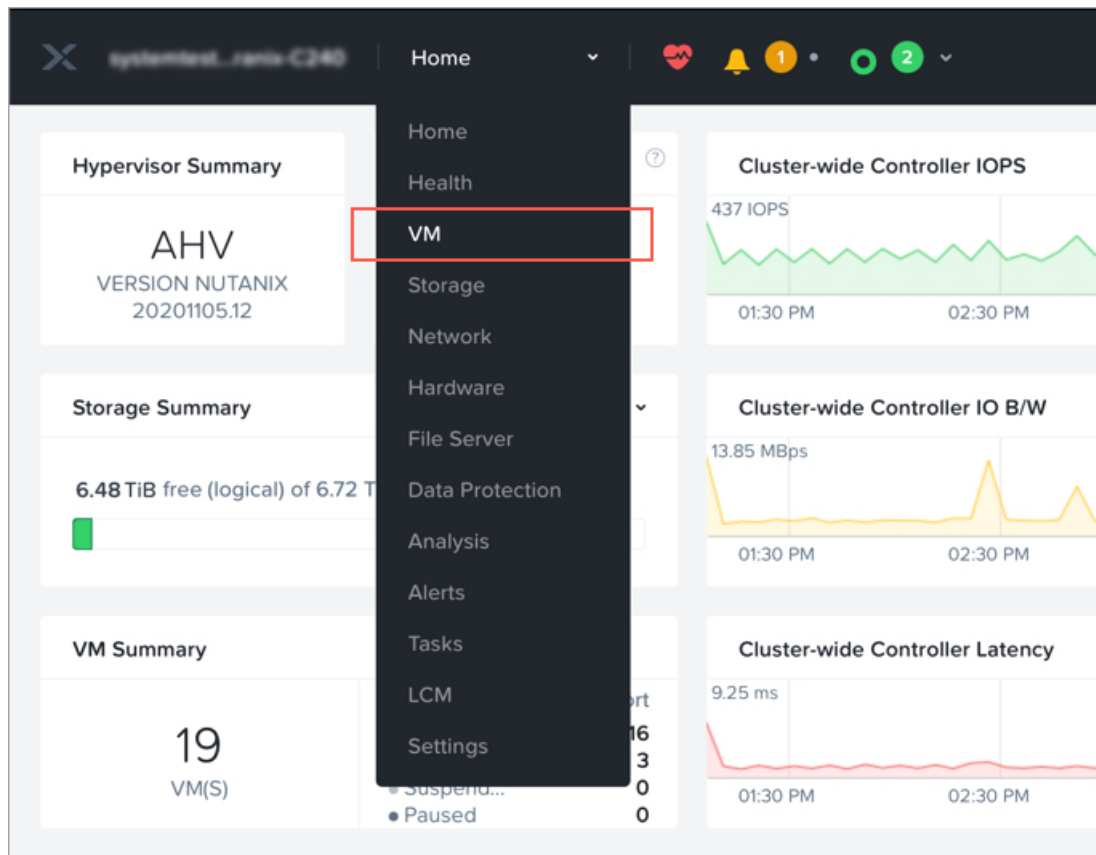 Home
1
2
Home
Health
VM
Storage
Network
Hardware
File Server
Data Protection
Analysis
Alerts
Tasks
LCM
Settings
Hypervisor Summary
?
AHV
VERSION NUTANIX
20201105.12
Storage Summary
6.48 TiB free (logical) of 6.72 T
VM Summary
19
VM(S)
16
3
Suspend... 0
Paused 0
Cluster-wide Controller IOPS
437 IOPS
01:30 PM 02:30 PM
Cluster-wide Controller IO B/W
13.85 MBps
01:30 PM 02:30 PM
Cluster-wide Controller Latency
9.25 ms
01:30 PM 02:30 PM